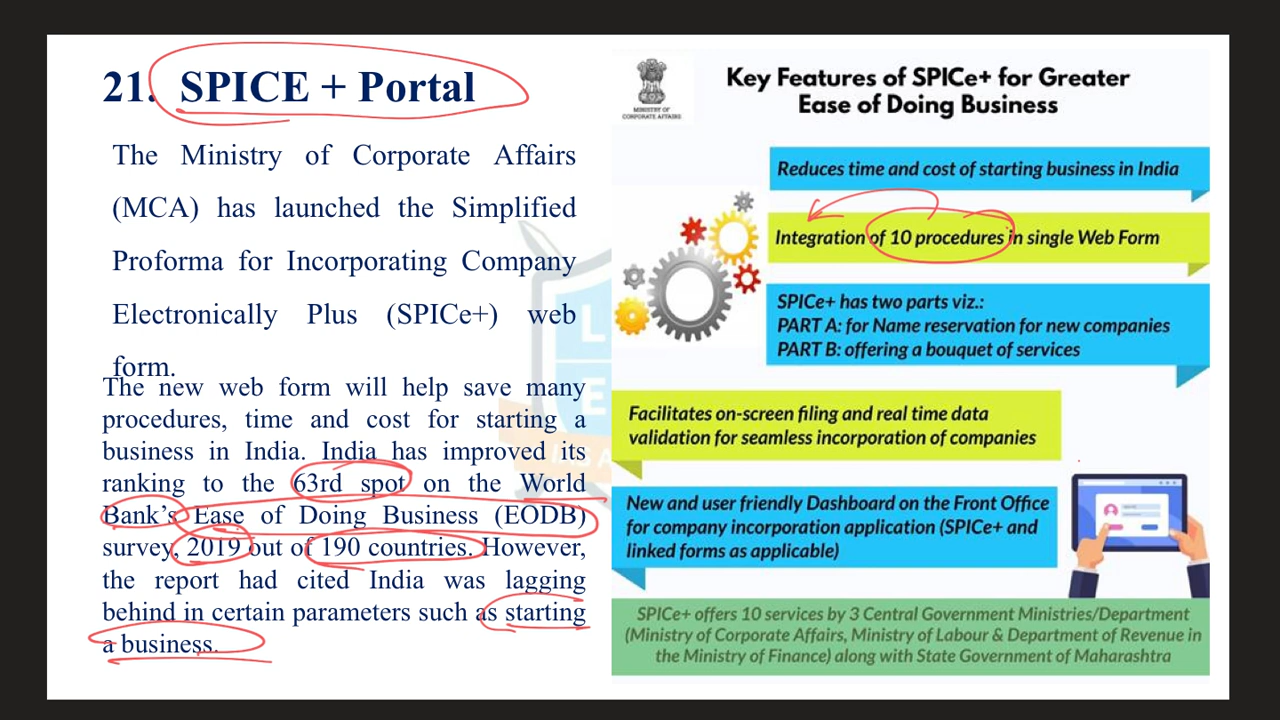 21. SPICE + Portal
The Ministry of Corporate Affairs
(MCA) has launched the Simplified
Proforma for Incorporating Company
Electronically Plus (SPICe+) web
form.
The new web form will help save many
procedures, time and cost for starting a
business in India. India has improved its
ranking to the 63rd spot on the World
Bank's Ease of Doing Business (EODB)
survey, 2019 out of 190 countries. However,
the report had cited India was lagging
behind in certain parameters such as starting
a business.
MINISTRY OF
CORPORATE AFFAIRS
Key Features of SPICe+ for Greater
Ease of Doing Business
Reduces time and cost of starting business in India
Integration of 10 procedures in single Web Form
SPICe+ has two parts viz.:
PART A: for Name reservation for new companies
PART B: offering a bouquet of services
Facilitates on-screen filing and real time data
validation for seamless incorporation of companies
New and user friendly Dashboard on the Front Office
for company incorporation application (SPICe+ and
linked forms as applicable)
SPICe+ offers 10 services by 3 Central Government Ministries/Department
(Ministry of Corporate Affairs, Ministry of Labour & Department of Revenue in
the Ministry of Finance) along with State Government of Maharashtra